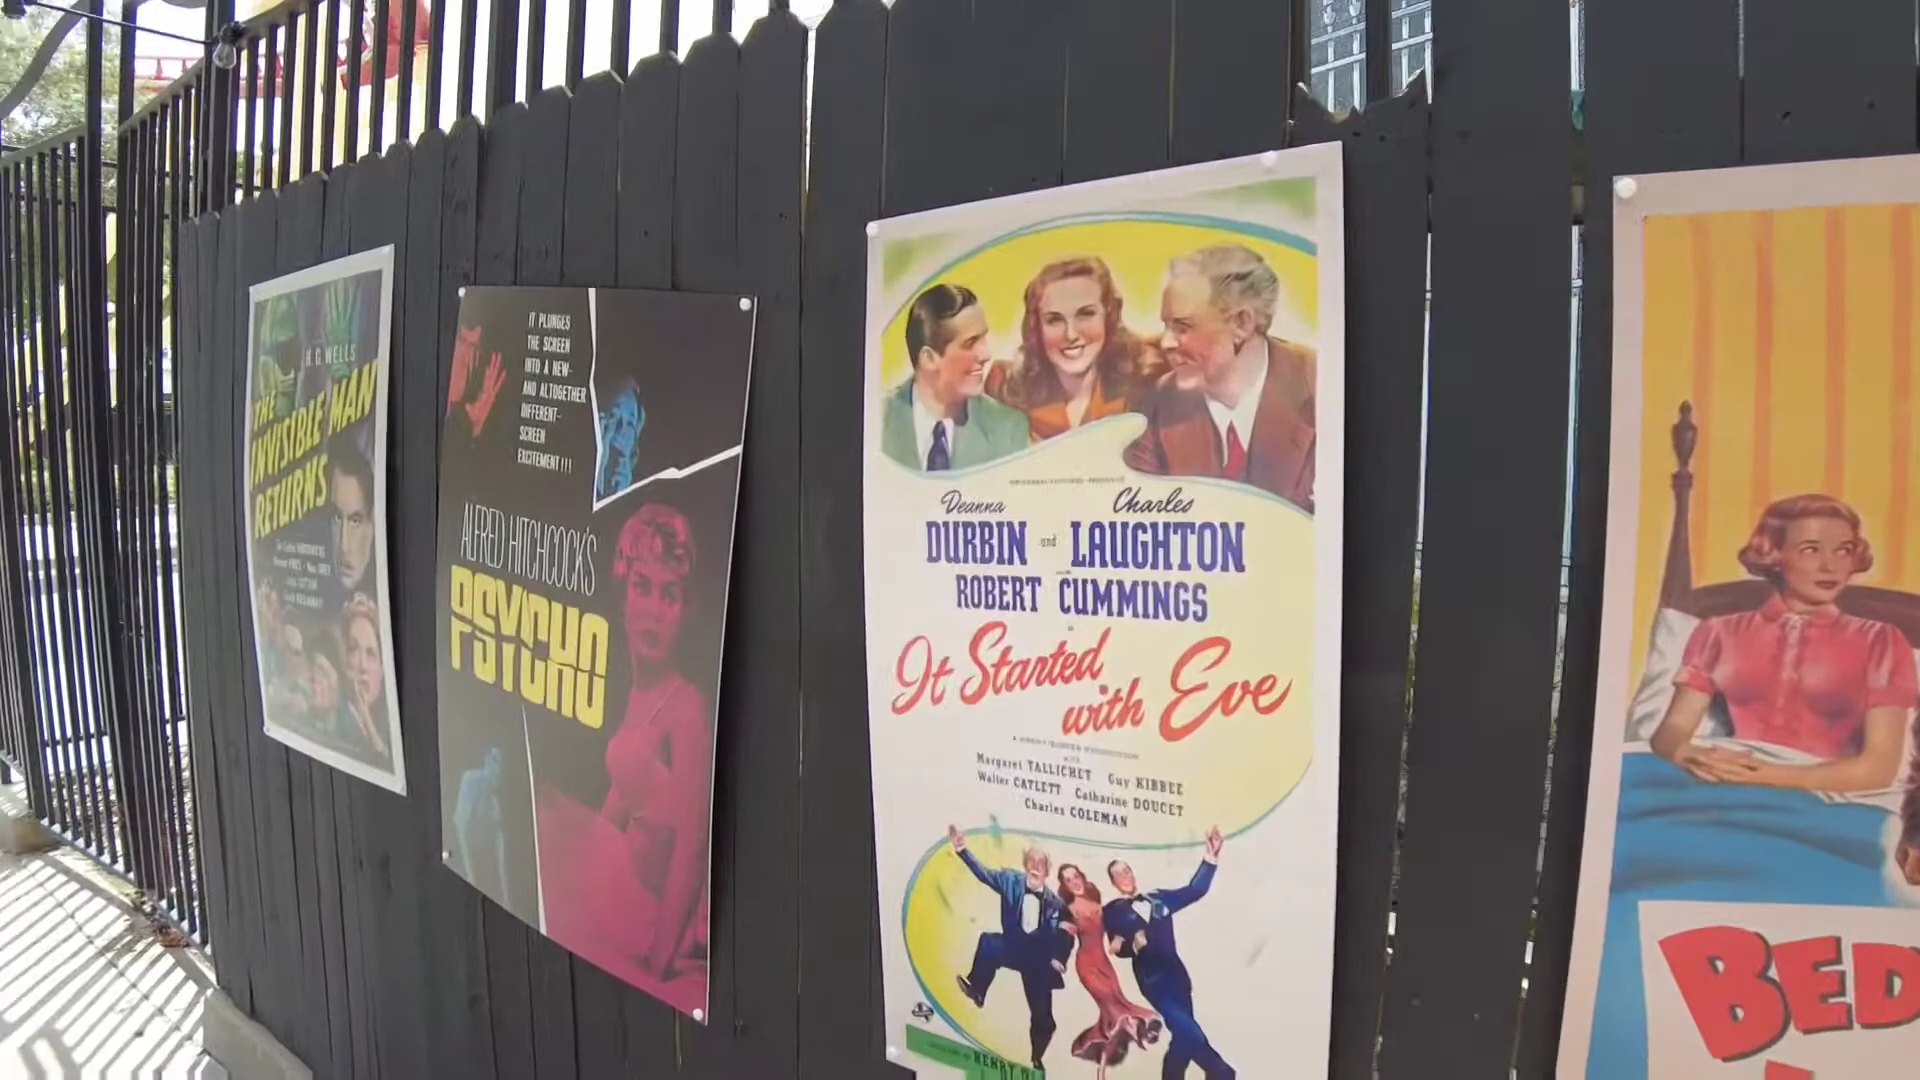 H. G. WELLS
THE
INVISIBLE MAN
RETURNS
IT PLUNGES
THE SCREEN
INTO A NEW-
AND ALTOGETHER
DIFFERENT-
SCREEN
EXCITEMENT!!!
ALFRED HITCHCOCK'S
PSYCHO
Deanna
Charles
DURBIN and LAUGHTON
ROBERT CUMMINGS
It Started
with Eve
WITH
Margaret TALLICHET Guy KIBBEE
Walter CATLETT Catharine DOUCET
Charles COLEMAN
HENRY
BED